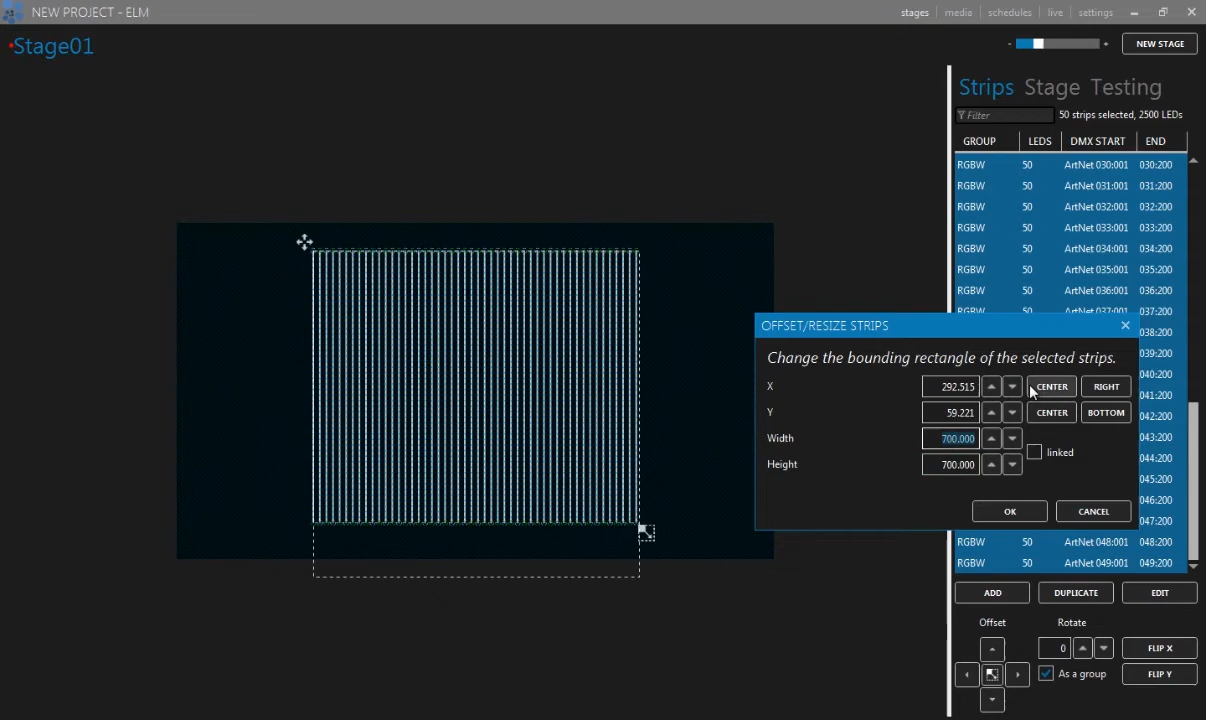 NEW PROJECT - ELM
stages media schedules live settings
Stage01
- +
NEW STAGE
Strips Stage Testing
Filter
50 strips selected, 2500 LEDs
GROUP LEDS DMX START END
RGBW 50 ArtNet 030:001 030:200
RGBW 50 ArtNet 031:001 031:200
RGBW 50 ArtNet 032:001 032:200
RGBW 50 ArtNet 033:001 033:200
RGBW 50 ArtNet 034:001 034:200
RGBW 50 ArtNet 035:001 035:200
RGBW 50 ArtNet 036:001 036:200
RGBW 50 ArtNet 037:001 037:200
038:200
039:200
040:200
041:200
042:200
043:200
044:200
045:200
046:200
047:200
RGBW 50 ArtNet 048:001 048:200
RGBW 50 ArtNet 049:001 049:200
OFFSET/RESIZE STRIPS
Change the bounding rectangle of the selected strips.
X 292.515 CENTER RIGHT
Y 59.221 CENTER BOTTOM
Width 700.000
linked
Height 700.000
OK CANCEL
ADD DUPLICATE EDIT
Offset Rotate
0 FLIP X
As a group FLIP Y